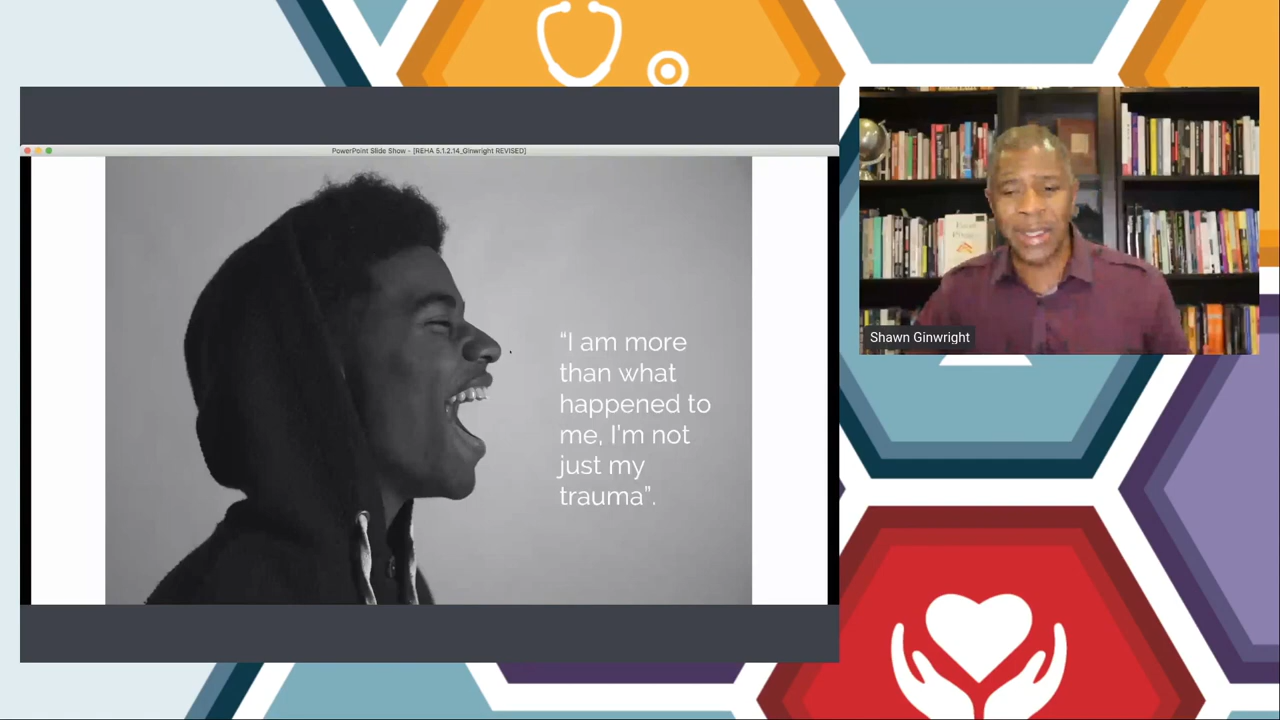 PowerPoint Slide Show - [REHA 5.1.2.14_Ginwright REVISED]
“I am more
than what
happened to
me, I'm not
just my
trauma”.
Shawn Ginwright